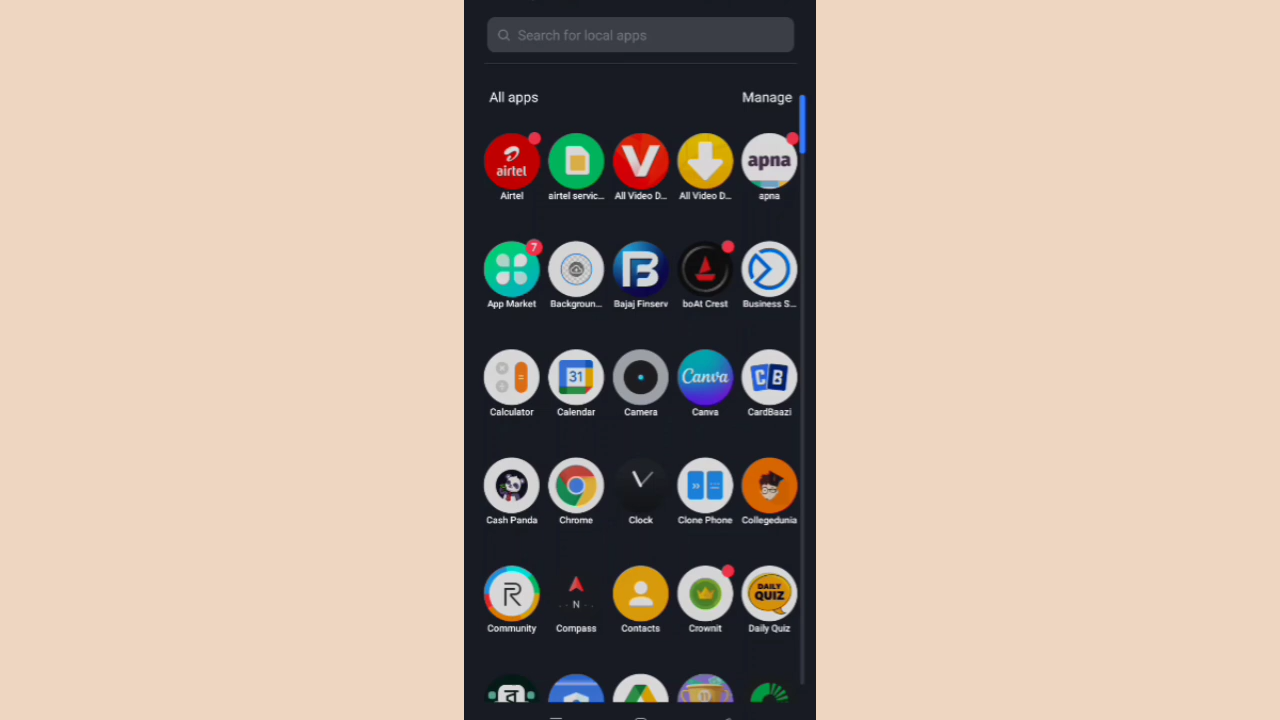 Search for local apps
All apps Manage
airtel apna
Airtel airtel servic... All Video D... All Video D... apna
7
App Market Backgroun... Bajaj Finserv boAt Crest Business S...
31 Canva CB
Calculator Calendar Camera Canva CardBaazi
Cash Panda Chrome Clock Clone Phone Collegedunia
R N DAILY QUIZ
Community Compass Contacts Crownit Daily Quiz
ব n